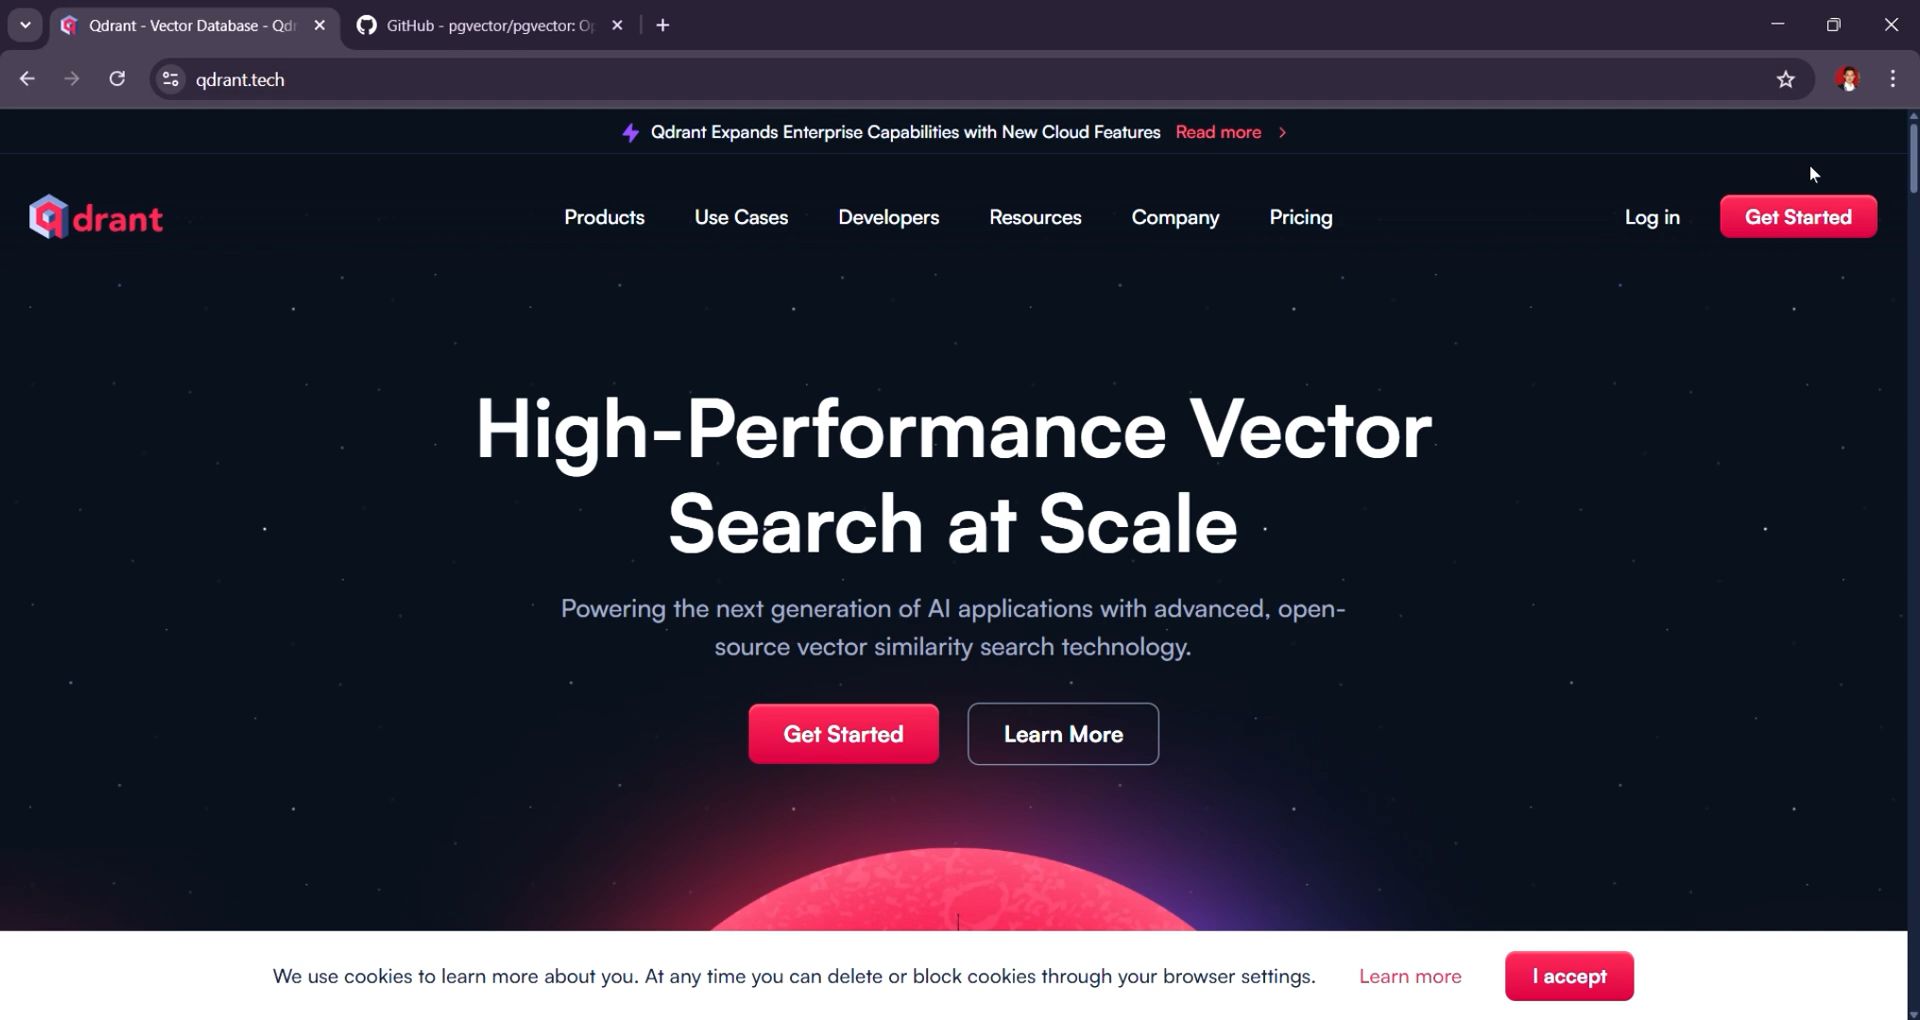 Qdrant - Vector Database - Qdr
GitHub - pgvector/pgvector: Op
qdrant.tech
Qdrant Expands Enterprise Capabilities with New Cloud Features Read more
qdrant
Products
Use Cases
Developers
Resources
Company
Pricing
Log in
Get Started
High-Performance Vector
Search at Scale
Powering the next generation of AI applications with advanced, open-
source vector similarity search technology.
Get Started
Learn More
We use cookies to learn more about you. At any time you can delete or block cookies through your browser settings.
Learn more
I accept